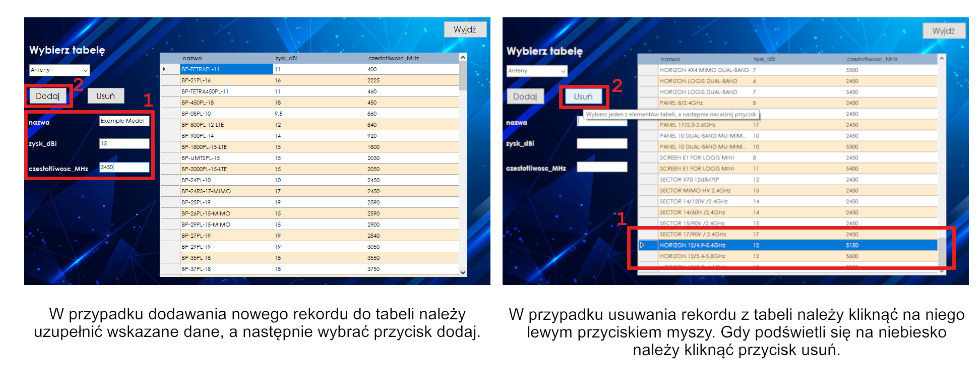 Wyjdź
Wybierz tabelę
Anteny
Dodaj
Usuń
2
1
nazwa
Exemple Model
zysk_dBi
15
czestotliwosc_MHz
2450
nazwa zysk_dBi czestotliwosc_MHz
BP-TETRAPL-11 11 400
BP-21PL-16 16 2225
BP-TETRA450PL-11 11 460
BP-450PL-18 18 450
BP-08PL-10 9.5 860
BP-800PL-12 LTE 12 840
BP-900PL-14 14 920
BP-1800PL-15-LTE 15 1800
BP-UMTSPL-15 15 2030
BP-2000PL-15-LTE 15 2050
BP-24PL-10 10 2450
BP-24RS-17-MIMO 17 2450
BP-25PL-19 19 2590
BP-26PL-15-MIMO 15 2590
BP-29PL-15-MIMO 15 2900
BP-27PL-19 19 2840
BP-29PL-19 19 3050
BP-35PL-18 18 3550
BP-37PL-18 18 3750
W przypadku dodawania nowego rekordu do tabeli należy
uzupełnić wskazane dane, a następnie wybrać przycisk dodaj.
Wyjdź
Wybierz tabelę
Anteny
Dodaj
Usuń
2
Wybierz jeden z elementów tabeli, a następnie naciśnij przycisk
nazwa
zysk_dBi
czestotliwosc_MHz
1
nazwa zysk_dBi czestotliwosc_MHz
HORIZON 4X4 MIMO DUAL-BAND 7 5500
HORIZON LOGIS DUAL-BAND 6 2450
HORIZON LOGIS DUAL-BAND 7 5450
PANEL 8/2.4GHz 8 2450
PANEL 17/2.3-2.6GHz 17 2450
PANEL 10 DUAL-BAND MU-MIM... 10 2450
PANEL 10 DUAL-BAND MU-MIM... 10 5300
SCREEN E1 FOR LOGIS MINI 8 2450
SCREEN E1 FOR LOGIS MINI 11 5400
SECTOR V70 12dBi/70° 12 2430
SECTOR MIMO HV 2.4GHz 13 2450
SECTOR 14/120V /2.4GHz 14 2450
SECTOR 14/60H /2.4GHz 14 2450
SECTOR 15/90V /2.4GHz 15 2450
SECTOR 17/90V / 2.4GHz 17 2450
HORIZON 12/4.9-5.4GHz 12 5150
HORIZON 12/5.4-5.8GHz 12 5600
W przypadku usuwania rekordu z tabeli należy kliknąć na niego
lewym przyciskiem myszy. Gdy podświetli się na niebiesko
należy kliknąć przycisk usuń.